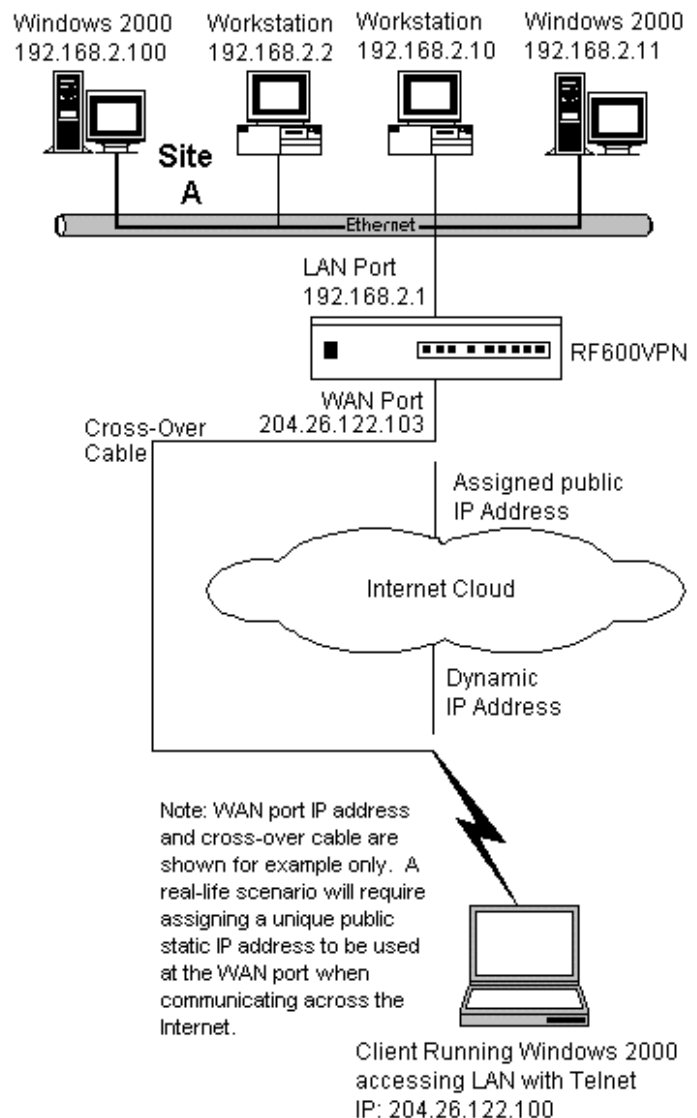 Windows 2000
192.168.2.100
Workstation
192.168.2.2
Workstation
192.168.2.10
Windows 2000
192.168.2.11
Site
A
Ethernet
LAN Port
192.168.2.1
RF600VPN
WAN Port
204.26.122.103
Cross-Over
Cable
Assigned public
IP Address
Internet Cloud
Dynamic
IP Address
Note: WAN port IP address
and cross-over cable are
shown for example only. A
real-life scenario will require
assigning a unique public
static IP address to be used
at the WAN port when
communicating across the
Internet.
Client Running Windows 2000
accessing LAN with Telnet
IP: 204.26.122.100